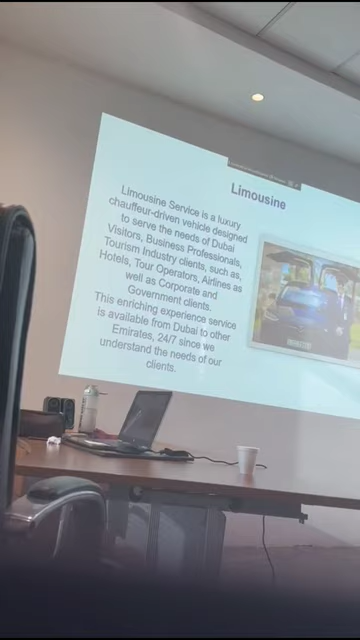 Limousine
Limousine Service is a luxury
chauffeur-driven vehicle designed
to serve the needs of Dubai
Visitors, Business Professionals,
Tourism Industry clients, such as,
Hotels, Tour Operators, Airlines as
well as Corporate and
Government clients.
This enriching experience service
is available from Dubai to other
Emirates, 24/7 since we
understand the needs of our
clients.